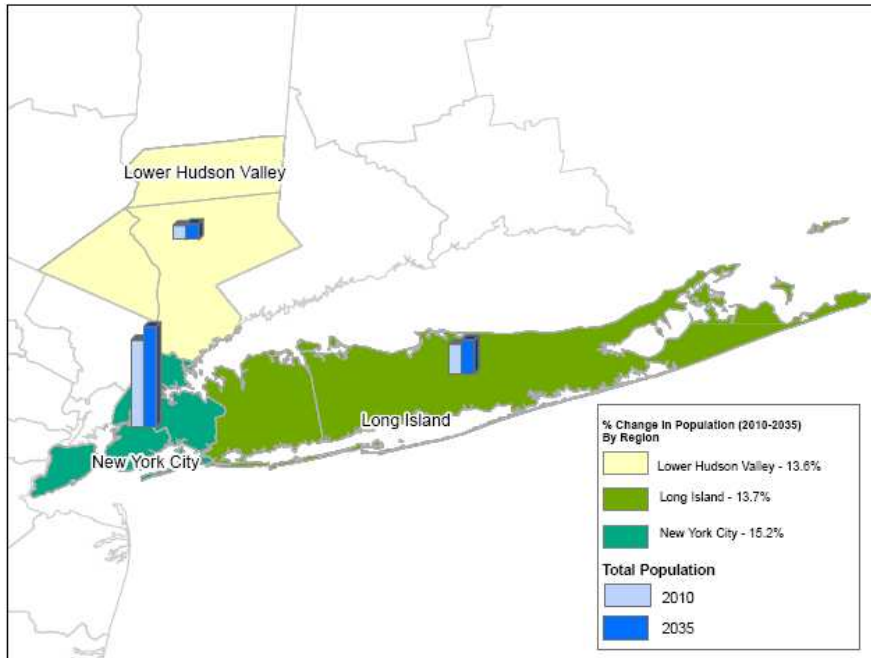 Lower Hudson Valley
Long Island
New York City
% Change In Population (2010-2035)
By Region
Lower Hudson Valley - 13.6%
Long Island - 13.7%
New York City - 15.2%
Total Population
2010
2035